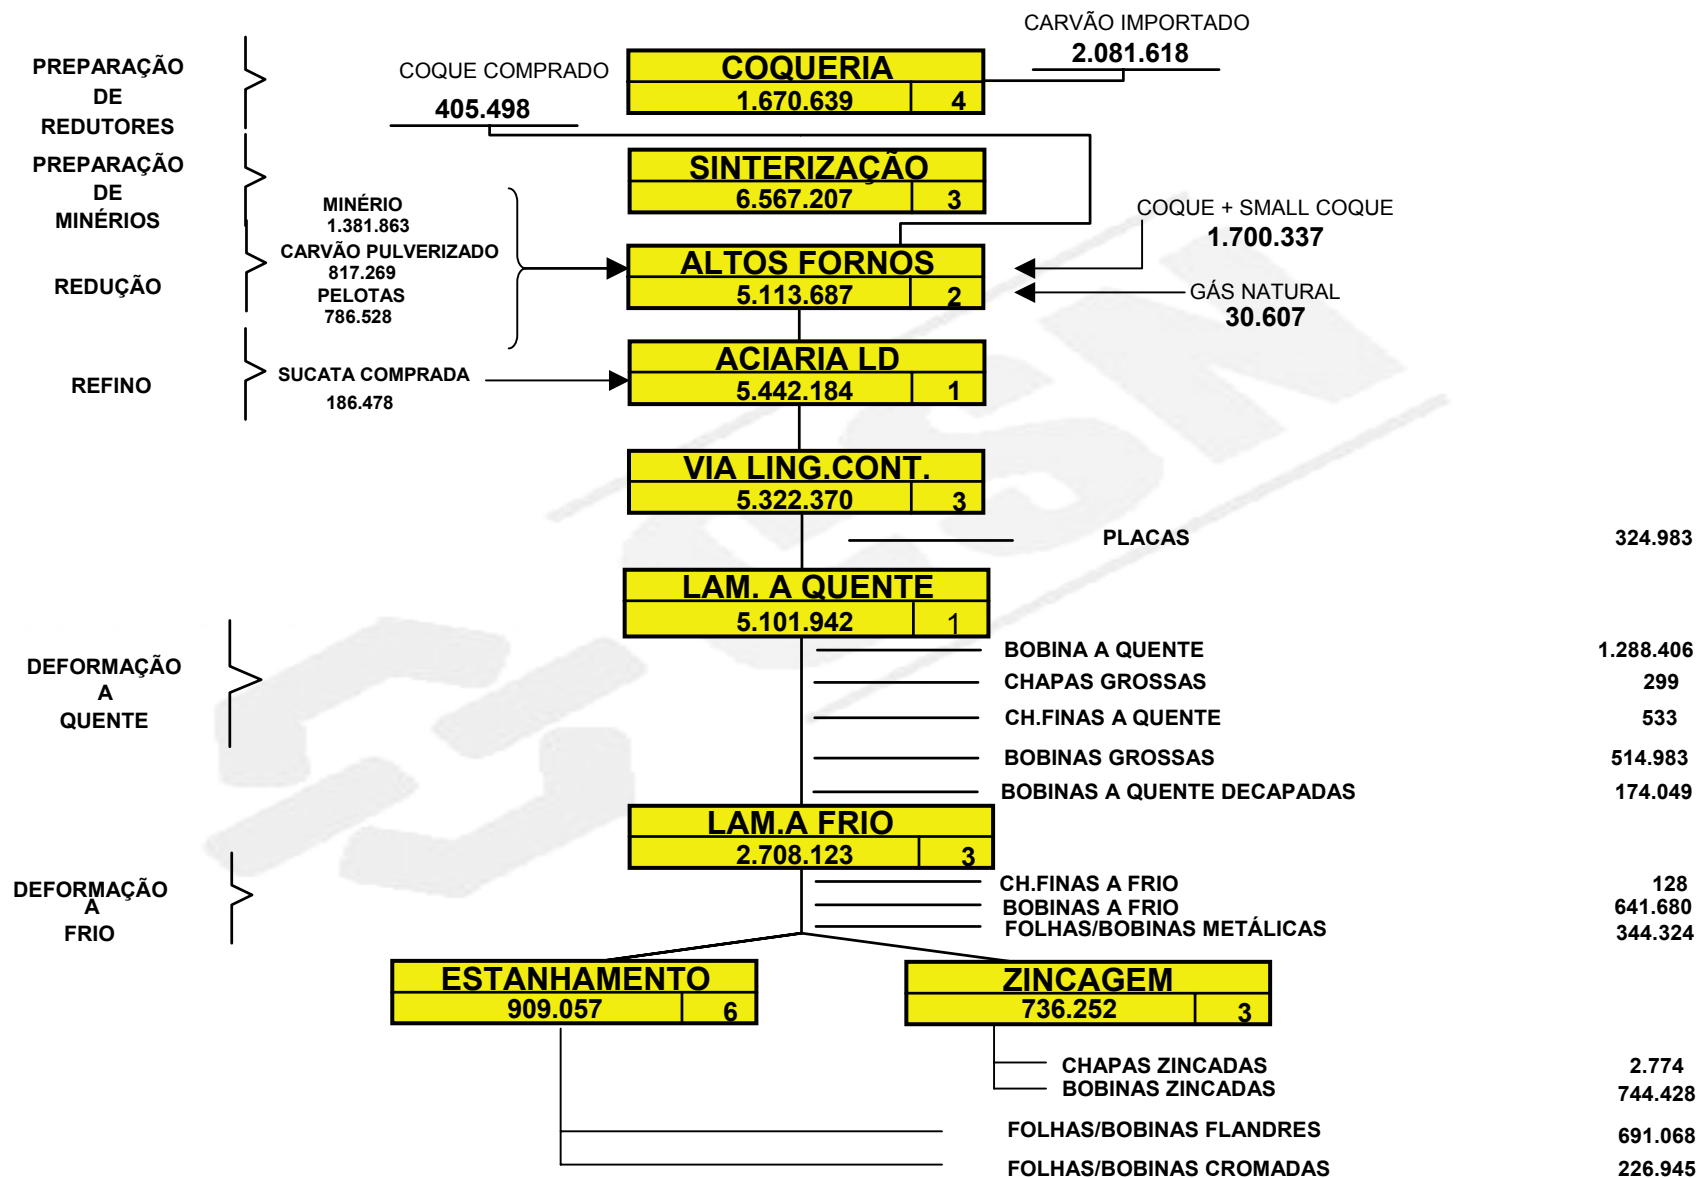 CARVÃO IMPORTADO
2.081.618
COQUE COMPRADO
405.498
COQUERIA
1.670.639 4
PREPARAÇÃO
DE
REDUTORES
SINTERIZAÇÃO
6.567.207 3
PREPARAÇÃO
DE
MINÉRIOS
MINÉRIO
1.381.863
CARVÃO PULVERIZADO
817.269
PELOTAS
786.528
COQUE + SMALL COQUE
1.700.337
GÁS NATURAL
30.607
REDUÇÃO
ALTOS FORNOS
5.113.687 2
REFINO
SUCATA COMPRADA
186.478
ACIARIA LD
5.442.184 1
VIA LING.CONT.
5.322.370 3
PLACAS 324.983
LAM. A QUENTE
5.101.942 1
DEFORMAÇÃO
A
QUENTE
BOBINA A QUENTE 1.288.406
CHAPAS GROSSAS 299
CH.FINAS A QUENTE 533
BOBINAS GROSSAS 514.983
BOBINAS A QUENTE DECAPADAS 174.049
LAM.A FRIO
2.708.123 3
DEFORMAÇÃO
A
FRIO
CH.FINAS A FRIO 128
BOBINAS A FRIO 641.680
FOLHAS/BOBINAS METÁLICAS 344.324
ESTANHAMENTO
909.057 6
ZINCAGEM
736.252 3
CHAPAS ZINCADAS 2.774
BOBINAS ZINCADAS 744.428
FOLHAS/BOBINAS FLANDRES 691.068
FOLHAS/BOBINAS CROMADAS 226.945
CSN